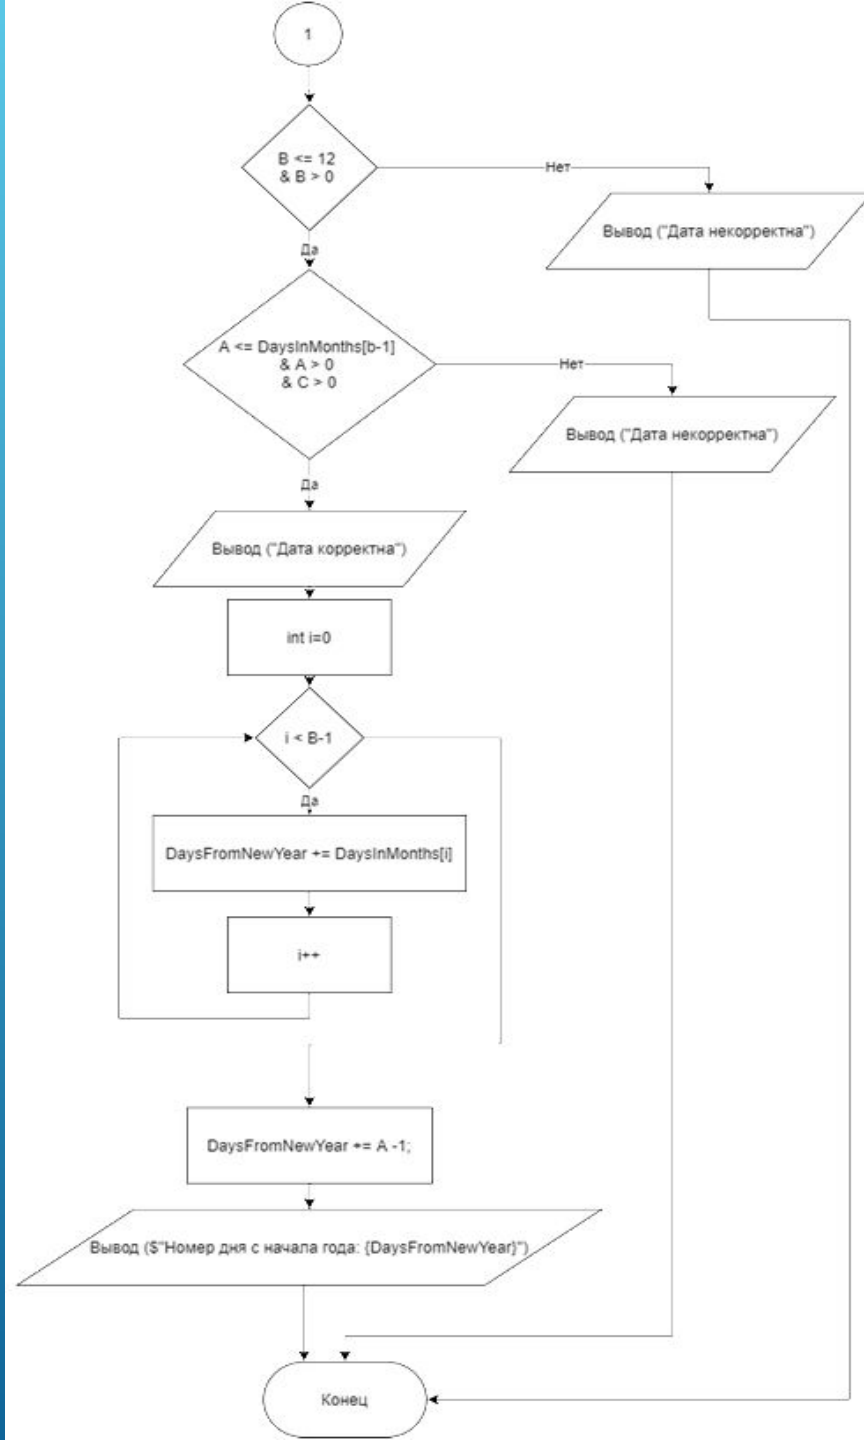 1
B <= 12
& B > 0
Нет
Вывод ("Дата некорректна")
Да
A <= DaysInMonths[b-1]
& A > 0
& C > 0
Нет
Вывод ("Дата некорректна")
Да
Вывод ("Дата корректна")
int i=0
i < B-1
Да
DaysFromNewYear += DaysInMonths[i]
i++
DaysFromNewYear += A -1;
Вывод ($"Номер дня с начала года: {DaysFromNewYear}")
Конец